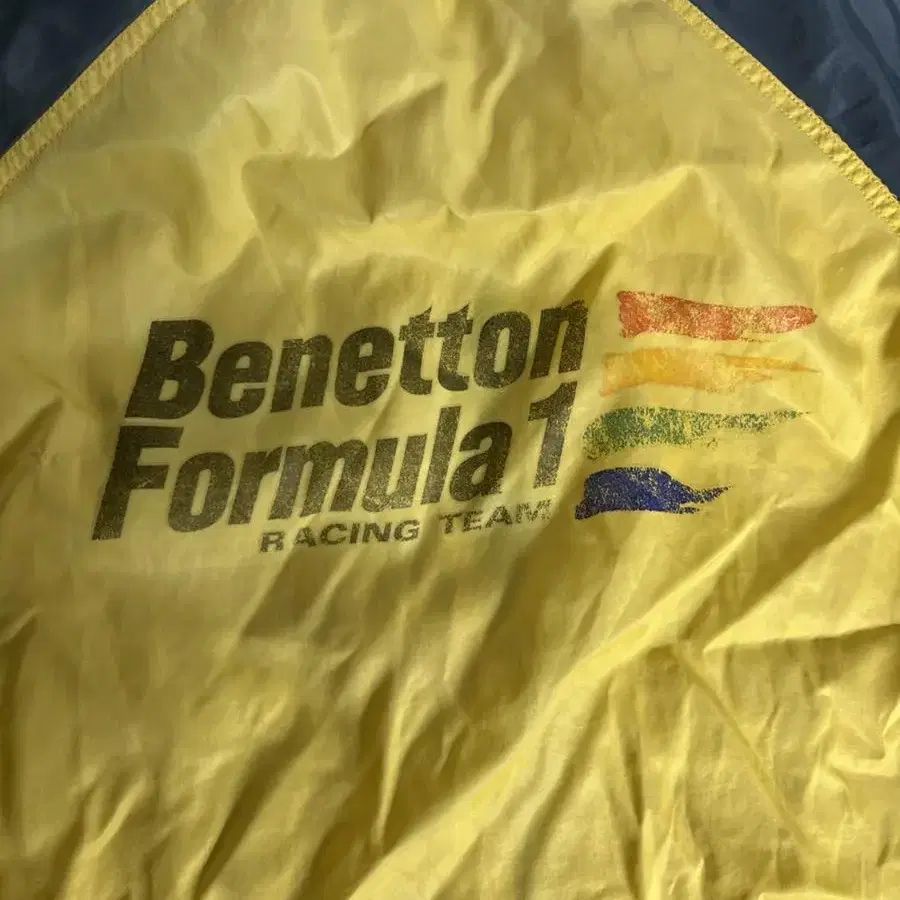 Benetton
Formula 1
RACING TEAM